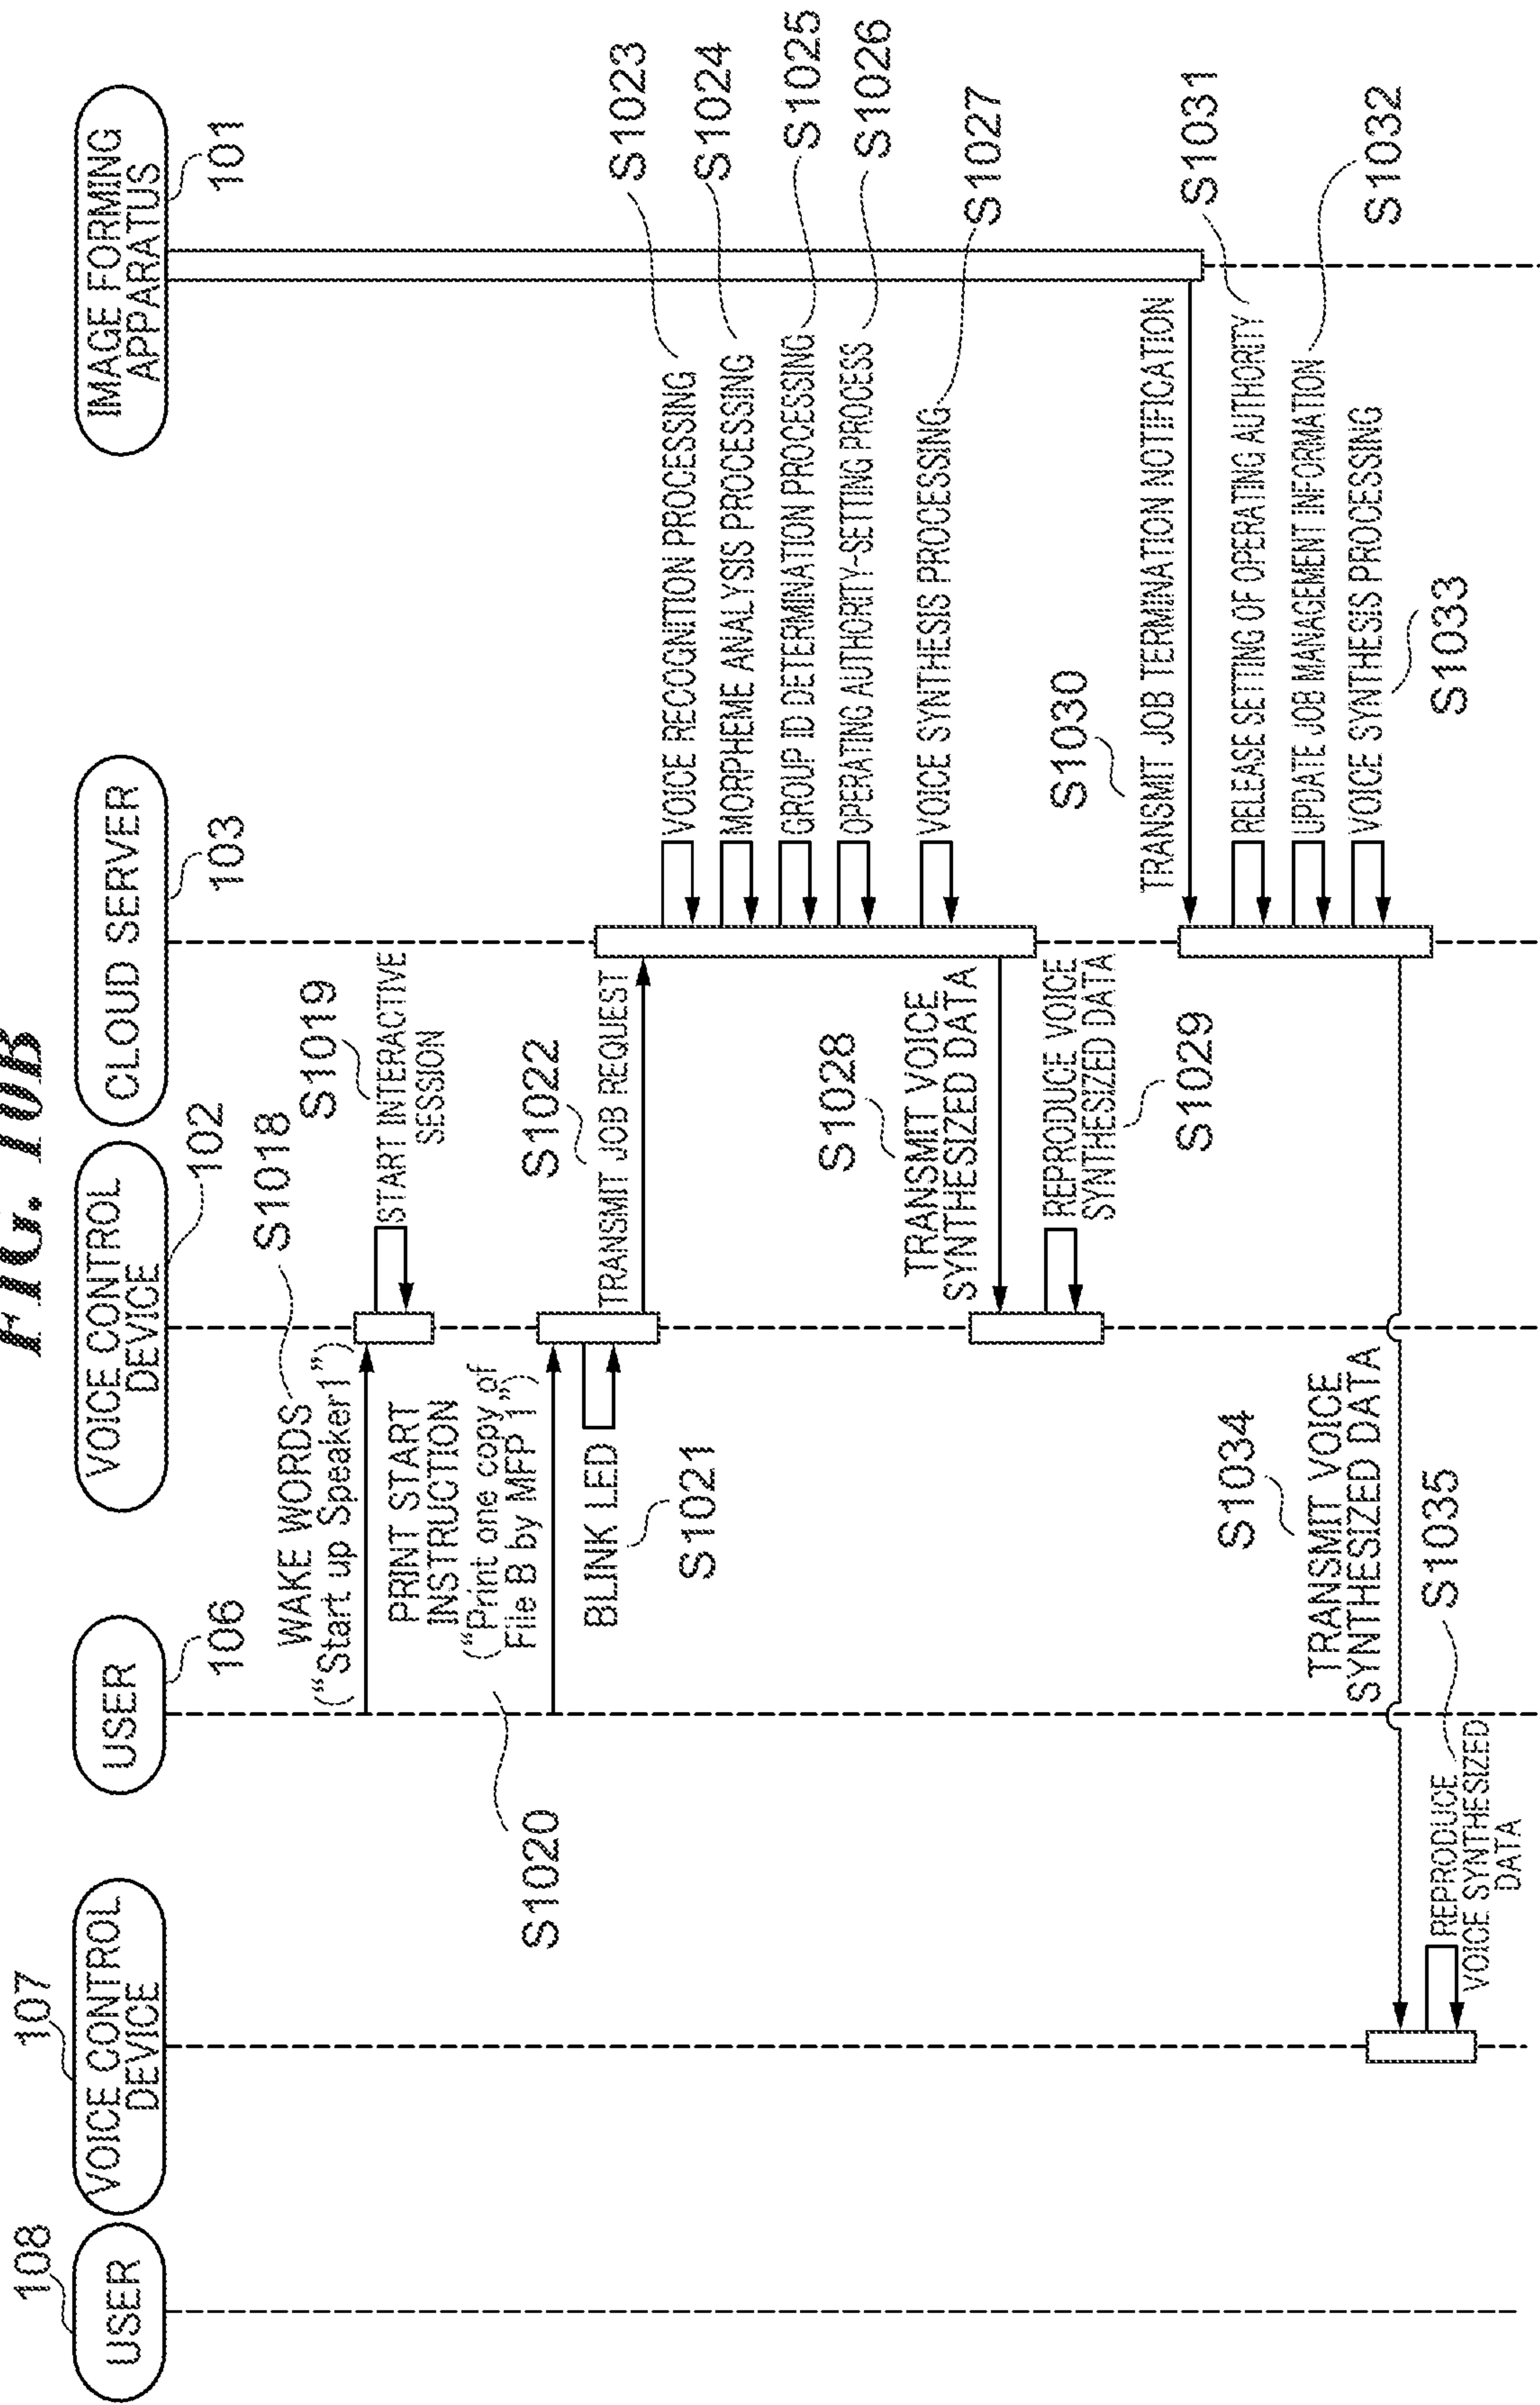 FIG. 10B
108
USER
107
VOICE CONTROL
DEVICE
USER
106
VOICE CONTROL
DEVICE
102
CLOUD SERVER
103
IMAGE FORMING
APPARATUS
101
WAKE WORDS
("Start up Speaker1")
S1018
START INTERACTIVE
SESSION
S1019
PRINT START
INSTRUCTION
("Print one copy of
File B by MFP 1")
S1020
BLINK LED
S1021
TRANSMIT JOB REQUEST
S1022
VOICE RECOGNITION PROCESSING
S1023
MORPHEME ANALYSIS PROCESSING
S1024
GROUP ID DETERMINATION PROCESSING
S1025
OPERATING AUTHORITY-SETTING PROCESS
S1026
VOICE SYNTHESIS PROCESSING
S1027
TRANSMIT VOICE
SYNTHESIZED DATA
S1028
REPRODUCE VOICE
SYNTHESIZED DATA
S1029
TRANSMIT JOB TERMINATION NOTIFICATION
S1030
RELEASE SETTING OF OPERATING AUTHORITY
S1031
UPDATE JOB MANAGEMENT INFORMATION
S1032
VOICE SYNTHESIS PROCESSING
S1033
TRANSMIT VOICE
SYNTHESIZED DATA
S1034
REPRODUCE
VOICE SYNTHESIZED
DATA
S1035